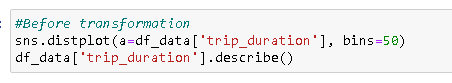 #Before transformation
sns.distplot(a=df_data['trip_duration'], bins=50)
df_data['trip_duration'].describe()